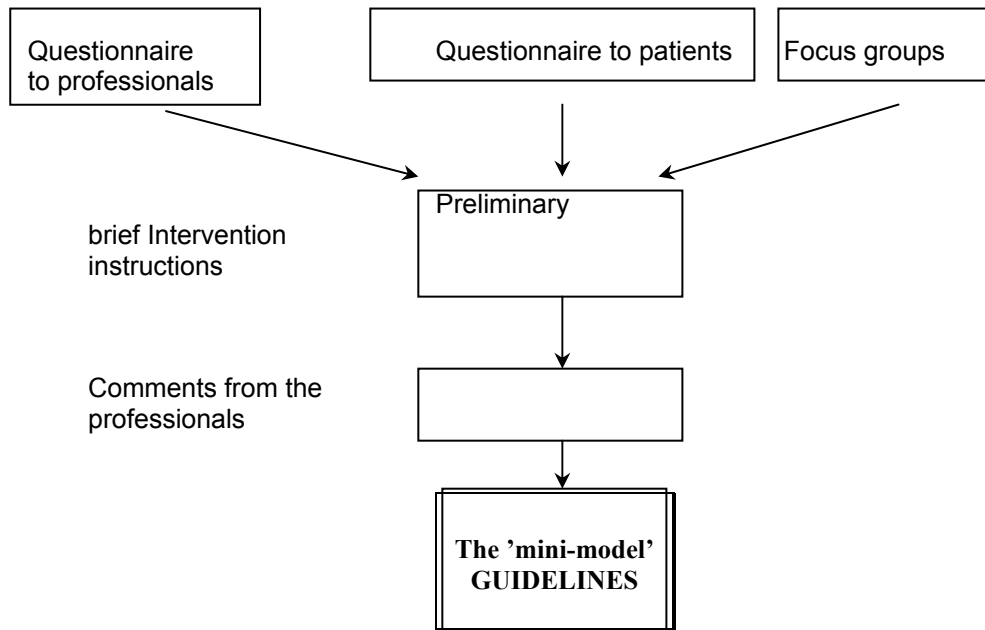 Questionnaire
to professionals
Questionnaire to patients
Focus groups
Preliminary
brief Intervention
instructions
Comments from the
professionals
The ’mini-model’
GUIDELINES